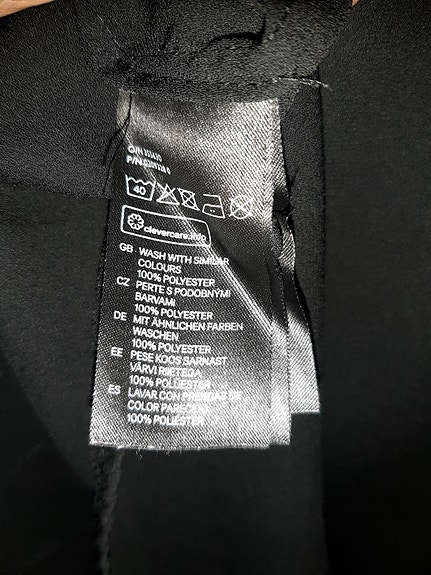 O/N
P/N
40
clevercare.info
GB WASH WITH SIMILAR
COLOURS
100% POLYESTER
CZ PERTE S PODOBNÝMI
BARVAMI
100% POLYESTER
DE MIT ÄHNLICHEN FARBEN
WASCHEN
100% POLYESTER
EE PESE KOOS SARNAST
VÄRVI RIIETEGA
100% POLÜESTER
ES LAVAR CON PRENDAS DE
COLOR PARECIDO
100% POLYESTER